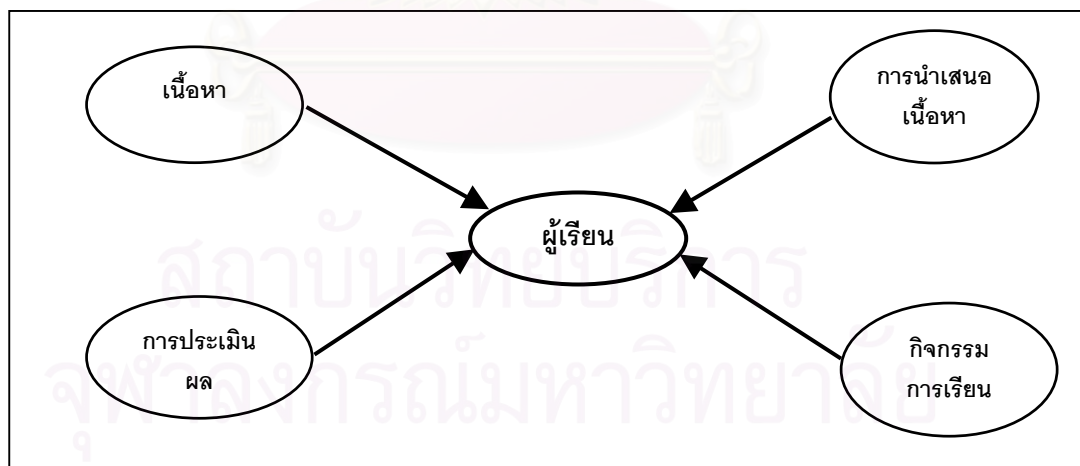 เนื้อหา
การนำเสนอ
เนื้อหา
ผู้เรียน
การประเมิน
ผล
กิจกรรม
การเรียน
สถาบันวิทยบริการ
จุฬาลงกรณ์มหาวิทยาลัย